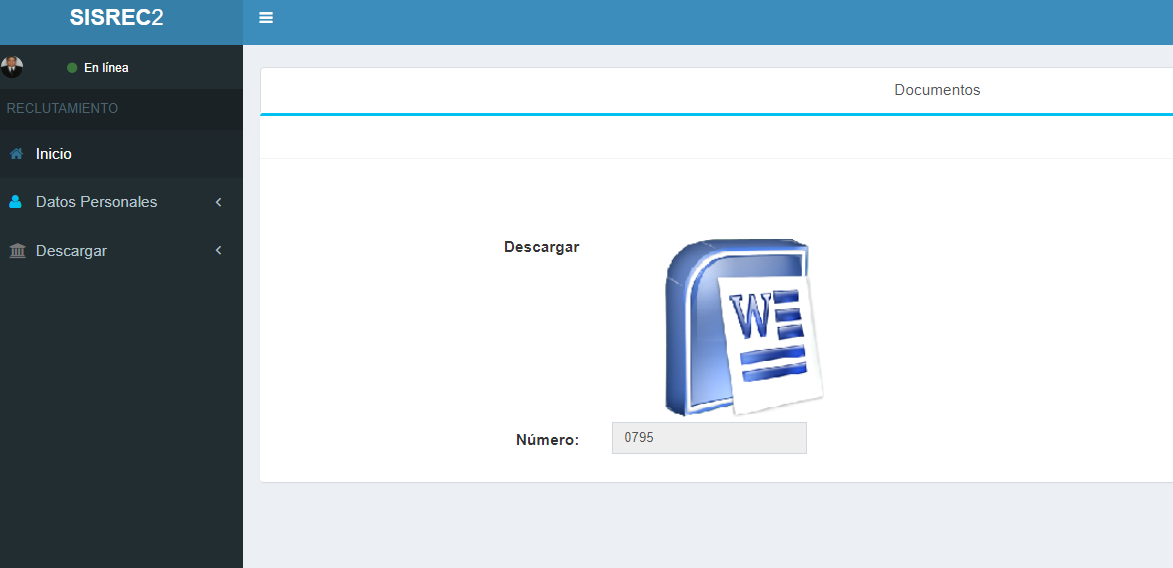 SISREC2
En línea
RECLUTAMIENTO
Inicio
Datos Personales
Descargar
Documentos
Descargar
W
Número:
0795